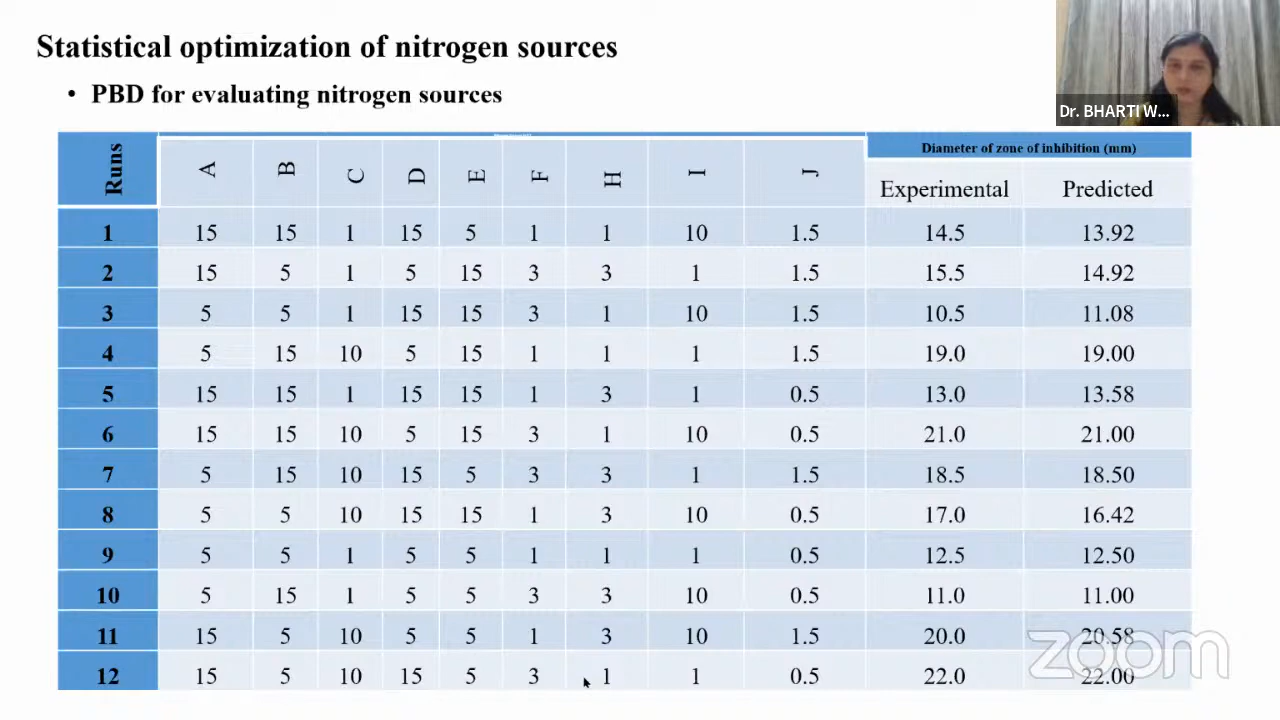 Statistical optimization of nitrogen sources
• PBD for evaluating nitrogen sources
Dr. BHARTI W...
Runs A B C D E F H I J Diameter of zone of inhibition (mm)
Experimental Predicted
1 15 15 1 15 5 1 1 10 1.5 14.5 13.92
2 15 5 1 5 15 3 3 1 1.5 15.5 14.92
3 5 5 1 15 15 3 1 10 1.5 10.5 11.08
4 5 15 10 5 15 1 1 1 1.5 19.0 19.00
5 15 15 1 15 15 1 3 1 0.5 13.0 13.58
6 15 15 10 5 15 3 1 10 0.5 21.0 21.00
7 5 15 10 15 5 3 3 1 1.5 18.5 18.50
8 5 5 10 15 15 1 3 10 0.5 17.0 16.42
9 5 5 1 5 5 1 1 1 0.5 12.5 12.50
10 5 15 1 5 5 3 3 10 0.5 11.0 11.00
11 15 5 10 5 5 1 3 10 1.5 20.0 20.58
12 15 5 10 15 5 3 1 1 0.5 22.0 22.00
zoom